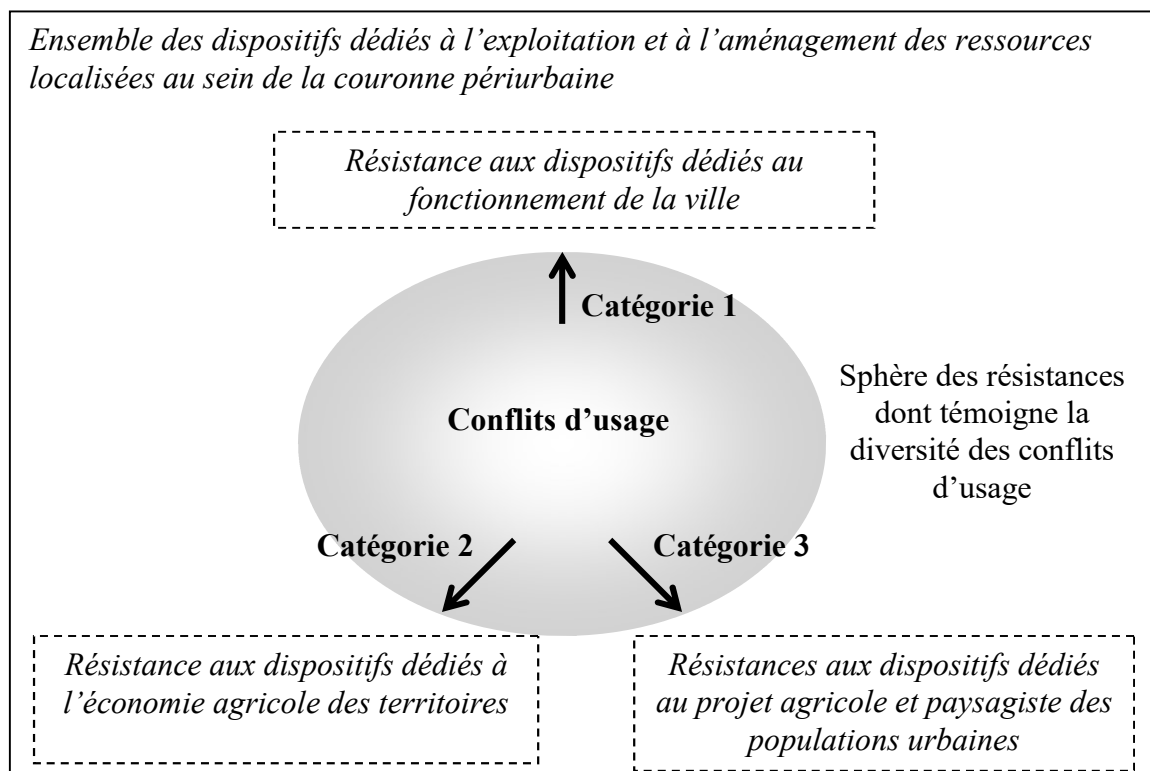 Ensemble des dispositifs dédiés à l’exploitation et à l’aménagement des ressources
localisées au sein de la couronne périurbaine
Résistance aux dispositifs dédiés au
fonctionnement de la ville
Catégorie 1
Conflits d’usage
Sphère des résistances
dont témoigne la
diversité des conflits
d’usage
Catégorie 2
Catégorie 3
Résistance aux dispositifs dédiés à
l’économie agricole des territoires
Résistances aux dispositifs dédiés
au projet agricole et paysagiste des
populations urbaines